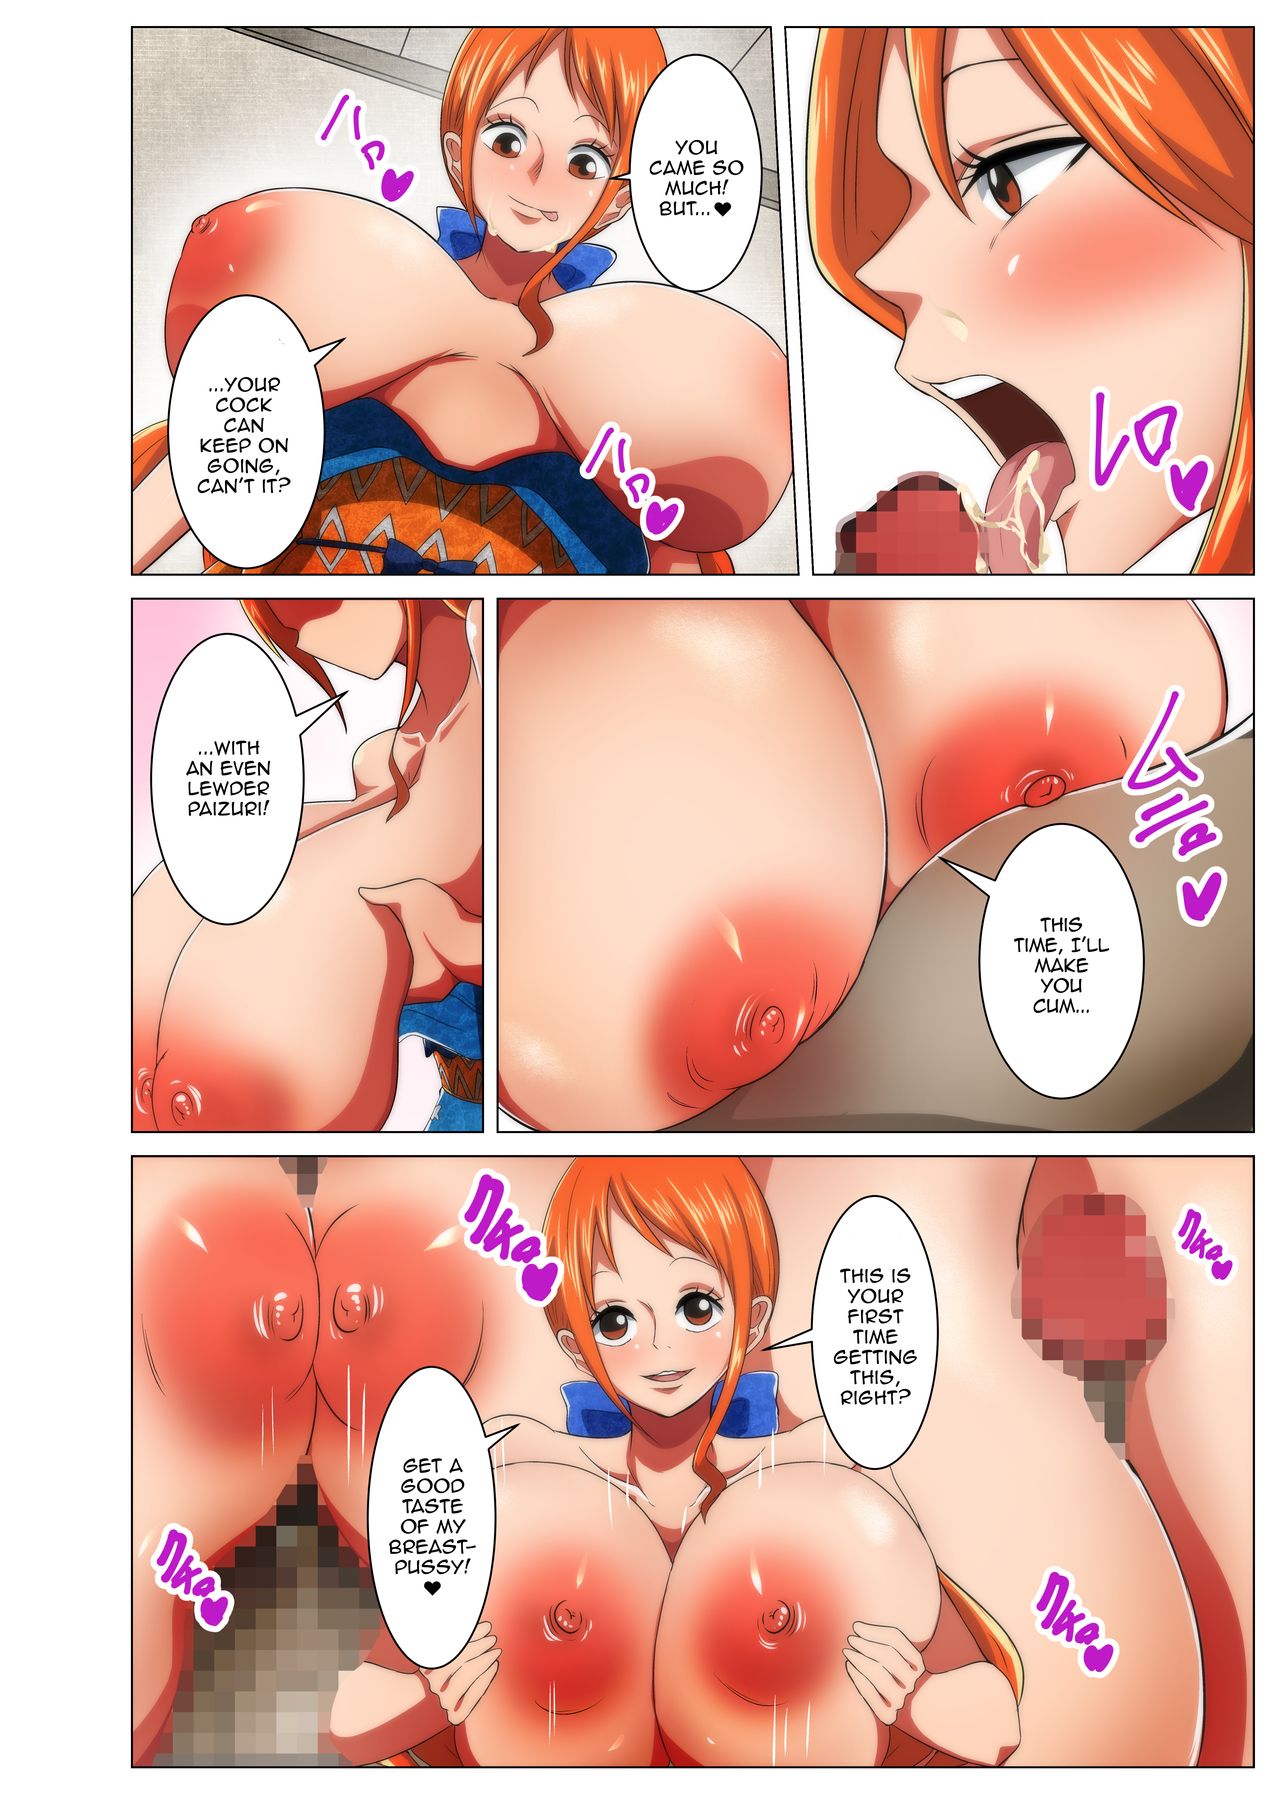 レロ♥
YOU
CAME SO
MUCH!
BUT...♥
ハァ♥
...YOUR
COCK
CAN
KEEP ON
GOING,
CAN'T IT?
ハァ♥
THIS
TIME, I'LL
MAKE
YOU
CUM...
...WITH
AN EVEN
LEWDER
PAIZURI!
THIS IS
YOUR
FIRST
TIME
GETTING
THIS,
RIGHT?
GET A
GOOD
TASTE
OF MY
BREAST-
PUSSY!
♥